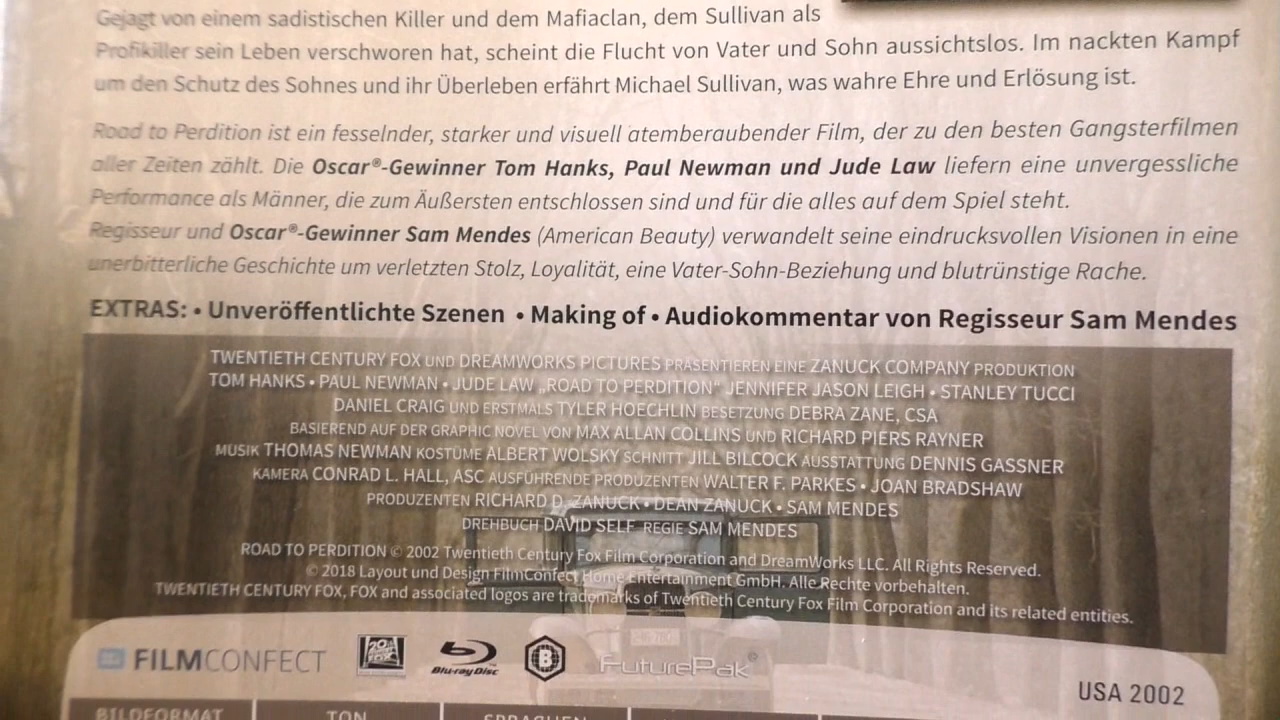 Gejagt von einem sadistischen Killer und dem Mafiaclan, dem Sullivan als
Profikiller sein Leben verschworen hat, scheint die Flucht von Vater und Sohn aussichtslos. Im nackten Kampf
um den Schutz des Sohnes und ihr Überleben erfährt Michael Sullivan, was wahre Ehre und Erlösung ist.
Road to Perdition ist ein fesselnder, starker und visuell atemberaubender Film, der zu den besten Gangsterfilmen
aller Zeiten zählt. Die Oscar®-Gewinner Tom Hanks, Paul Newman und Jude Law liefern eine unvergessliche
Performance als Männer, die zum Äußersten entschlossen sind und für die alles auf dem Spiel steht.
Regisseur und Oscar®-Gewinner Sam Mendes (American Beauty) verwandelt seine eindrucksvollen Visionen in eine
unerbitterliche Geschichte um verletzten Stolz, Loyalität, eine Vater-Sohn-Beziehung und blutrünstige Rache.
EXTRAS: • Unveröffentlichte Szenen • Making of • Audiokommentar von Regisseur Sam Mendes
TWENTIETH CENTURY FOX UND DREAMWORKS PICTURES PRÄSENTIEREN EINE ZANUCK COMPANY PRODUKTION
TOM HANKS • PAUL NEWMAN • JUDE LAW „ROAD TO PERDITION" JENNIFER JASON LEIGH • STANLEY TUCCI
DANIEL CRAIG UND ERSTMALS TYLER HOECHLIN BESETZUNG DEBRA ZANE, CSA
BASIEREND AUF DER GRAPHIC NOVEL VON MAX ALLAN COLLINS UND RICHARD PIERS RAYNER
MUSIK THOMAS NEWMAN KOSTÜME ALBERT WOLSKY SCHNITT JILL BILCOCK AUSSTATTUNG DENNIS GASSNER
KAMERA CONRAD L. HALL, ASC AUSFÜHRENDE PRODUZENTEN WALTER F. PARKES • JOAN BRADSHAW
PRODUZENTEN RICHARD D. ZANUCK • DEAN ZANUCK • SAM MENDES
DREHBUCH DAVID SELF REGIE SAM MENDES
ROAD TO PERDITION © 2002 Twentieth Century Fox Film Corporation and DreamWorks LLC. All Rights Reserved.
© 2018 Layout und Design FilmConfect Home Entertainment GmbH. Alle Rechte vorbehalten.
TWENTIETH CENTURY FOX, FOX and associated logos are trademarks of Twentieth Century Fox Film Corporation and its related entities.
FILMCONFECT 20th CENTURY FOX Blu-ray Disc B FuturePak®
USA 2002
BILDFORMAT TON SPRACHEN